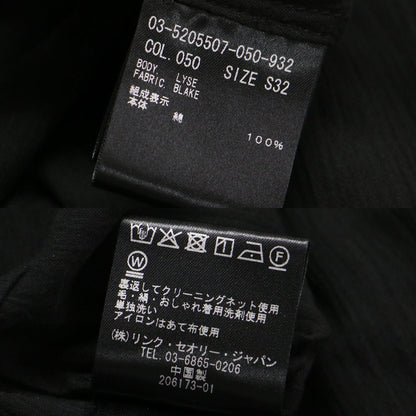 03-5205507-050-932
COL.050 SIZE S32
BODY LYSE
FABRIC BLAKE
組成表示
本体 綿 100%
F
W
裏返してクリーニングネット使用
毛・絹・おしゃれ着用洗剤使用
単独洗い
アイロンはあて布使用
(株)リンク・セオリー・ジャパン
TEL. 03-6865-0206
中国製
206173-01